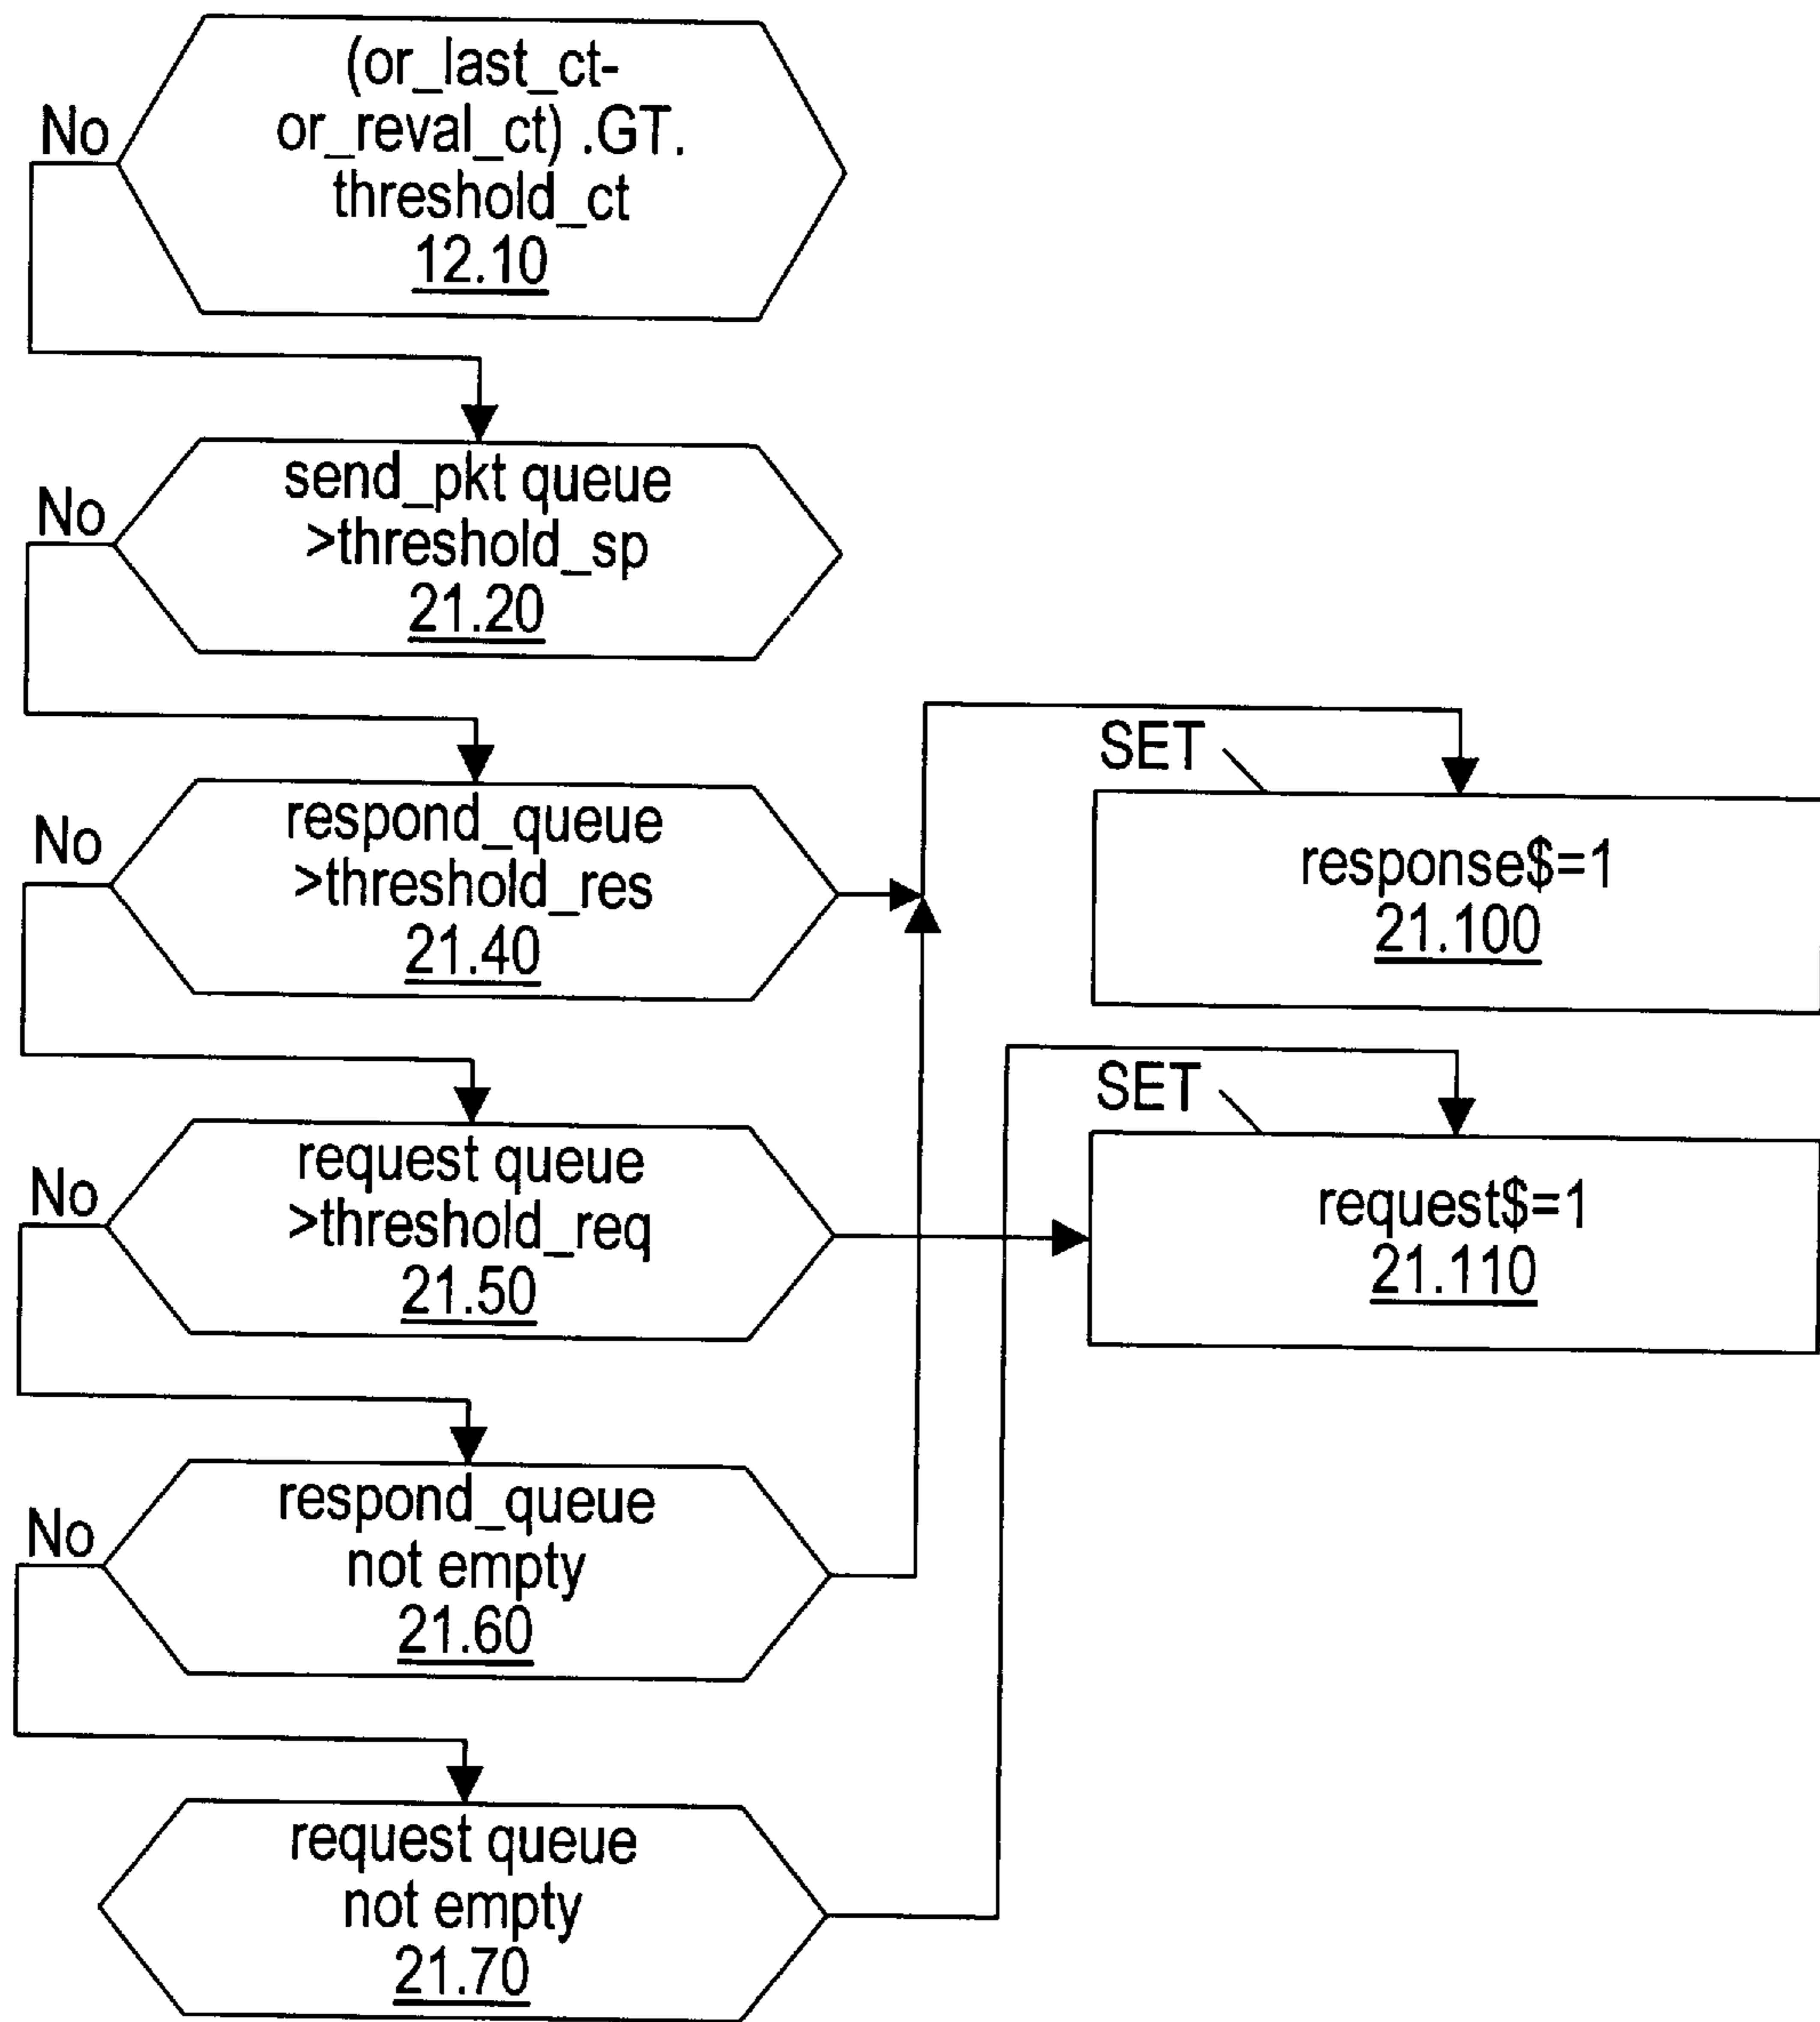 (or_last_ct-
No
or_reval_ct) .GT.
threshold_ct
12.10
send_pkt queue
No
>threshold_sp
21.20
SET
respond_queue
No
>threshold_res
21.40
response$=1
21.100
SET
request queue
No
>threshold_req
21.50
request$=1
21.110
respond_queue
No
not empty
21.60
request queue
not empty
21.70